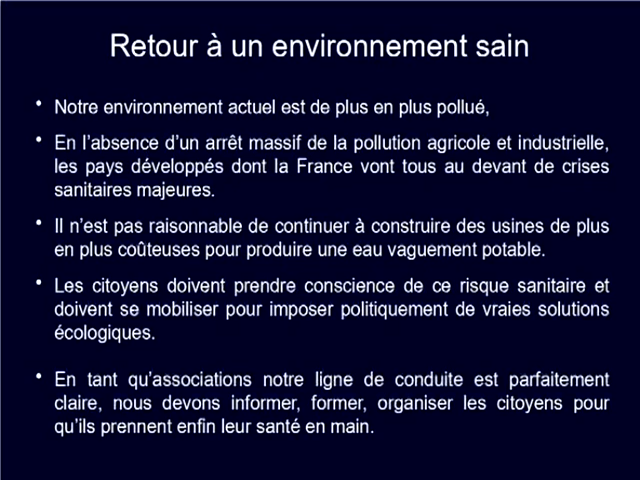 Retour à un environnement sain
• Notre environnement actuel est de plus en plus pollué,
• En l'absence d'un arrêt massif de la pollution agricole et industrielle,
les pays développés dont la France vont tous au devant de crises
sanitaires majeures.
• Il n'est pas raisonnable de continuer à construire des usines de plus
en plus coûteuses pour produire une eau vaguement potable.
• Les citoyens doivent prendre conscience de ce risque sanitaire et
doivent se mobiliser pour imposer politiquement de vraies solutions
écologiques.
• En tant qu'associations notre ligne de conduite est parfaitement
claire, nous devons informer, former, organiser les citoyens pour
qu'ils prennent enfin leur santé en main.